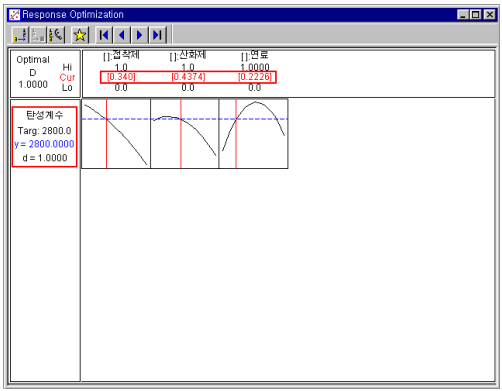 Response Optimization
Optimal
D
1.0000
Hi
Cur
Lo
[ ]:접착제 [ ]:산화제 [ ]:연료
1.0 1.0 1.0000
[0.340] [0.4374] [0.2226]
0.0 0.0 0.0
탄성계수
Targ: 2800.0
y = 2800.0000
d = 1.0000